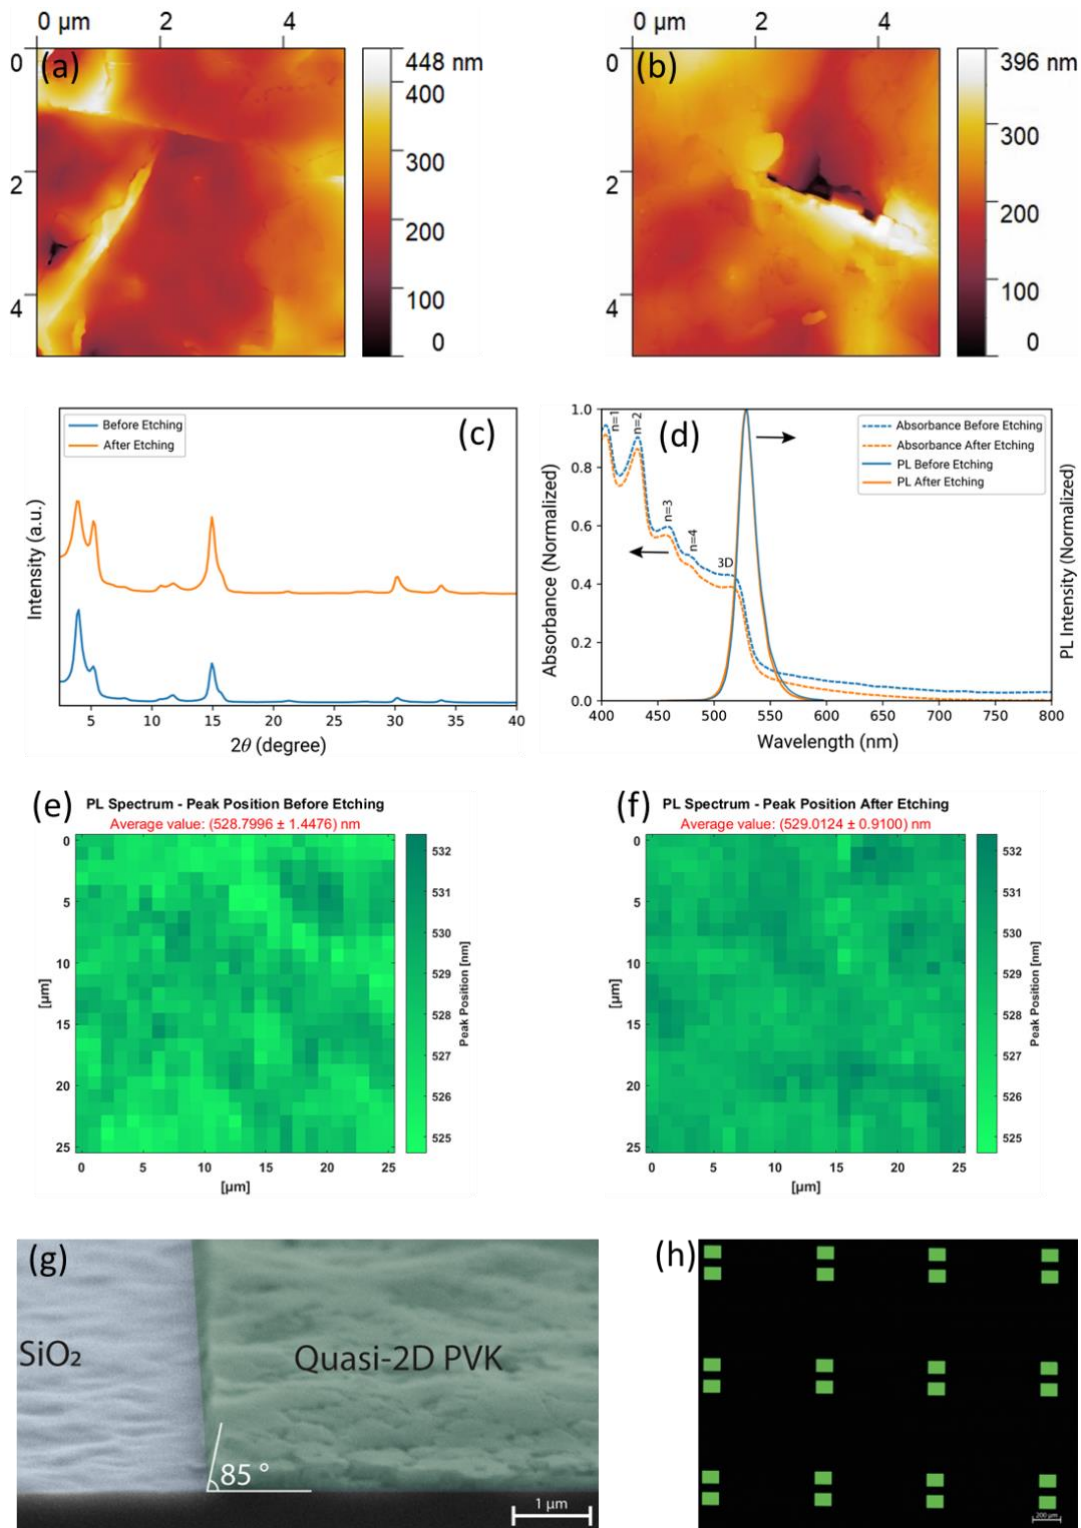 0 μm 2 4
(a)
0
2
4
448 nm
400
300
200
100
0
0 μm 2 4
(b)
0
2
4
396 nm
300
200
100
0
(c)
Before Etching
After Etching
Intensity (a.u.)
5 10 15 20 25 30 35 40
2θ (degree)
(d)
Absorbance Before Etching
Absorbance After Etching
PL Before Etching
PL After Etching
n=1
n=2
n=3
n=4
3D
1.0
0.8
0.6
0.4
0.2
0.0
Absorbance (Normalized)
PL Intensity (Normalized)
400 450 500 550 600 650 700 750 800
Wavelength (nm)
(e)
PL Spectrum - Peak Position Before Etching
Average value: (528.7996 ± 1.4476) nm
0
5
10
15
20
25
[μm]
0 5 10 15 20 25
[μm]
532
531
530
529
528
527
526
525
Peak Position [nm]
(f)
PL Spectrum - Peak Position After Etching
Average value: (529.0124 ± 0.9100) nm
0
5
10
15
20
25
[μm]
0 5 10 15 20 25
[μm]
532
531
530
529
528
527
526
525
Peak Position [nm]
(g)
SiO₂
Quasi-2D PVK
85 °
1 μm
(h)
200 μm